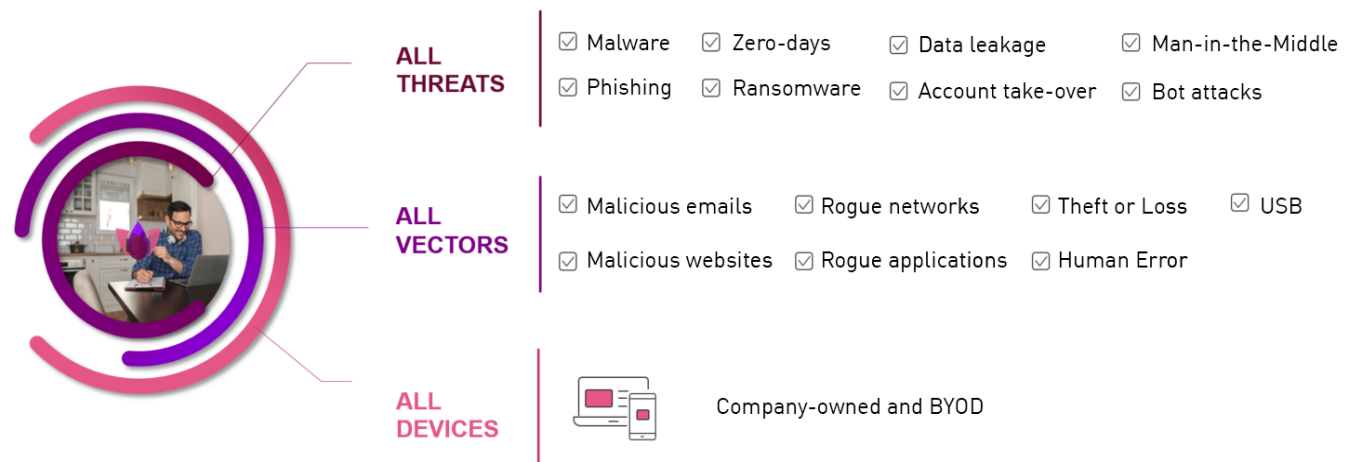 ALL
THREATS
Malware Zero-days Data leakage Man-in-the-Middle
Phishing Ransomware Account take-over Bot attacks
ALL
VECTORS
Malicious emails Rogue networks Theft or Loss USB
Malicious websites Rogue applications Human Error
ALL
DEVICES
Company-owned and BYOD